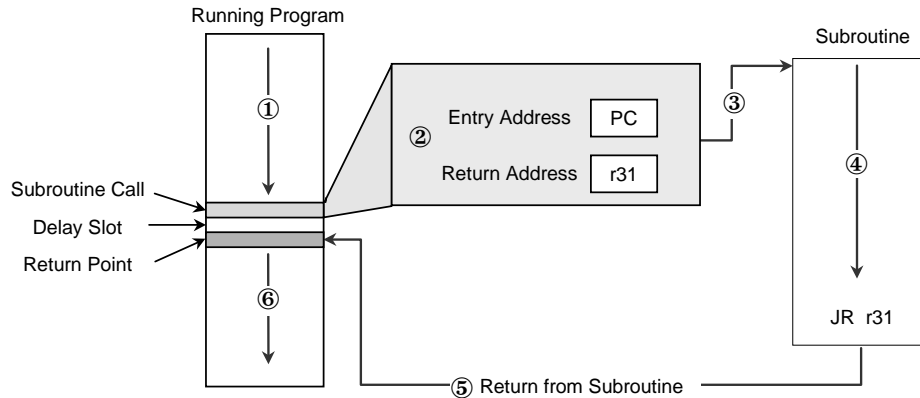 Running Program
Subroutine
①
②
Entry Address PC
③
Return Address r31
④
Subroutine Call
Delay Slot
Return Point
⑥
JR r31
⑤ Return from Subroutine